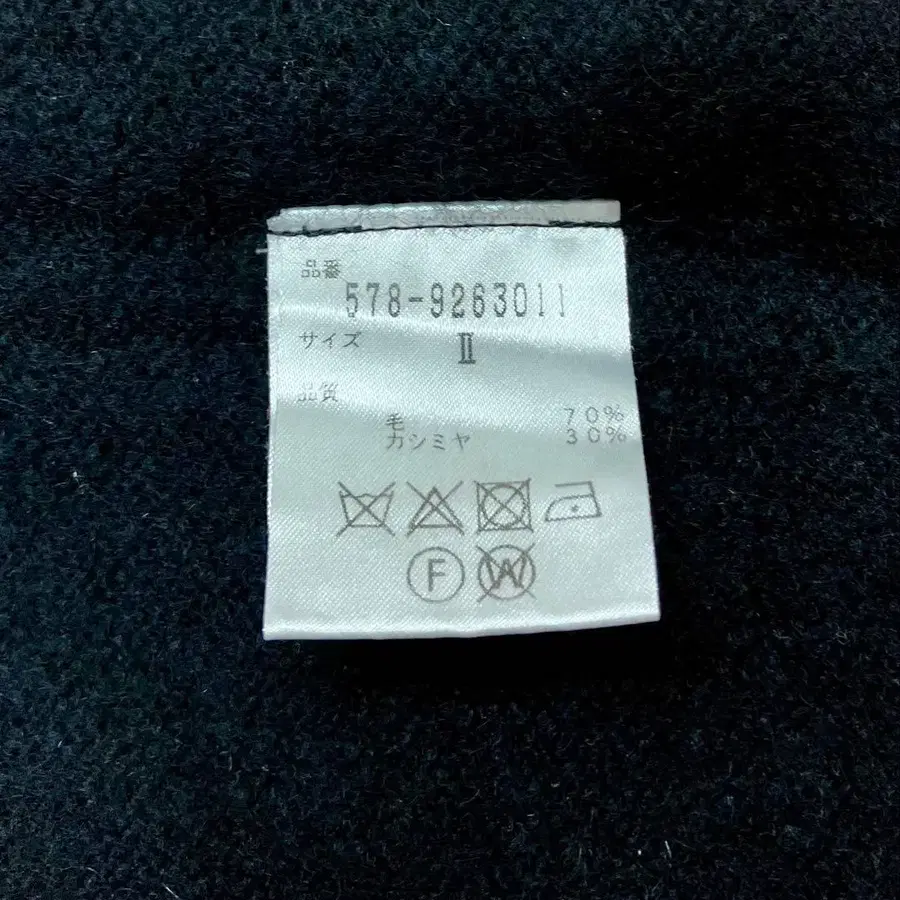 品番
578-9263011
サイズ II
品質
毛 70%
カシミヤ 30%
F W